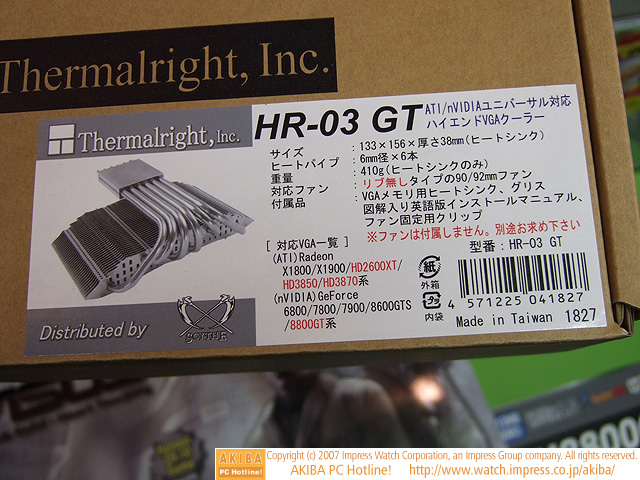 Thermalright, Inc.
Thermalright, Inc.
HR-03 GT
ATI/nVIDIAユニバーサル対応
ハイエンドVGAクーラー
サイズ : 133×156×厚さ38mm(ヒートシンク)
ヒートパイプ : 6mm径×6本
重量 : 410g(ヒートシンクのみ)
対応ファン : リブ無しタイプの90/92mmファン
付属品 : VGAメモリ用ヒートシンク、グリス
図解入り英語版インストールマニュアル、
ファン固定用クリップ
※ファンは付属しません。別途お求め下さい
[ 対応VGA一覧 ]
(ATI)Radeon
X1800/X1900/HD2600XT/
HD3850/HD3870系
(nVIDIA)GeForce
6800/7800/7900/8600GTS
/8800GT系
型番: HR-03 GT
紙
外箱
プラ
内袋
4 571225 041827
Made in Taiwan 1827
Distributed by
SCYTHE
AKIBA
PC Hotline!
Copyright (c) 2007 Impress Watch Corporation, an Impress Group company. All rights reserved.
AKIBA PC Hotline! http://www.watch.impress.co.jp/akiba/